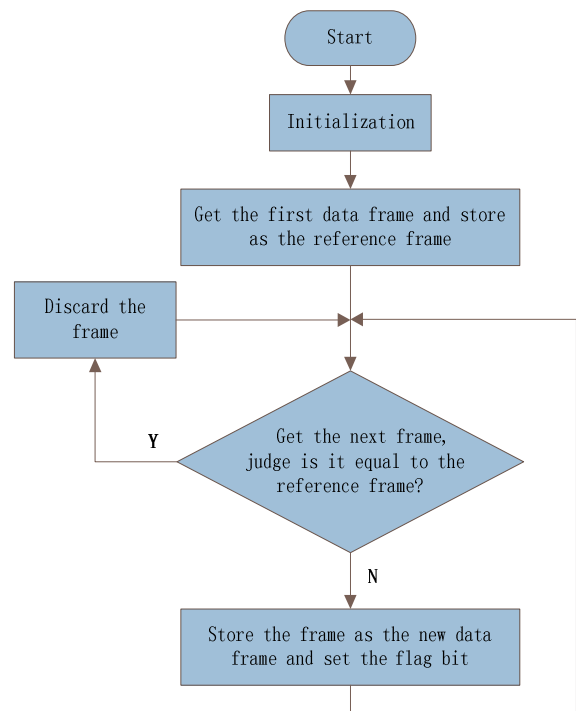 Start
Initialization
Get the first data frame and store
as the reference frame
Discard the
frame
Y
Get the next frame,
judge is it equal to the
reference frame?
N
Store the frame as the new data
frame and set the flag bit